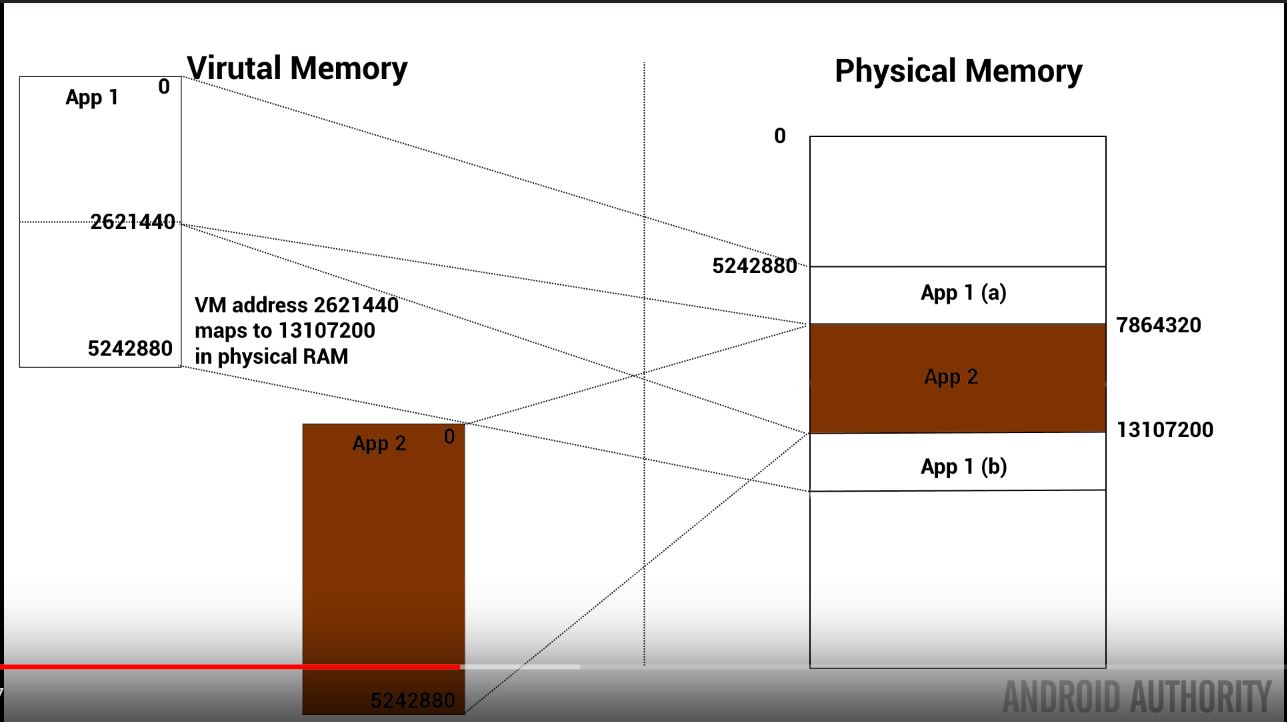 Virutal Memory
Physical Memory
0
App 1
0
2621440
5242880
VM address 2621440
maps to 13107200
in physical RAM
App 2
0
5242880
5242880
App 1 (a)
7864320
App 2
13107200
App 1 (b)
ANDROID AUTHORITY